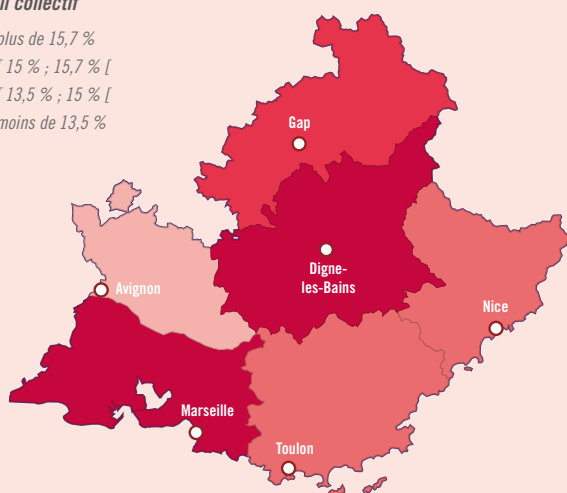 collectif
plus de 15,7 %
[ 15 % ; 15,7 % [
[ 13,5 % ; 15 % [
moins de 13,5 %
Gap
Digne-
les-Bains
Avignon
Nice
Marseille
Toulon